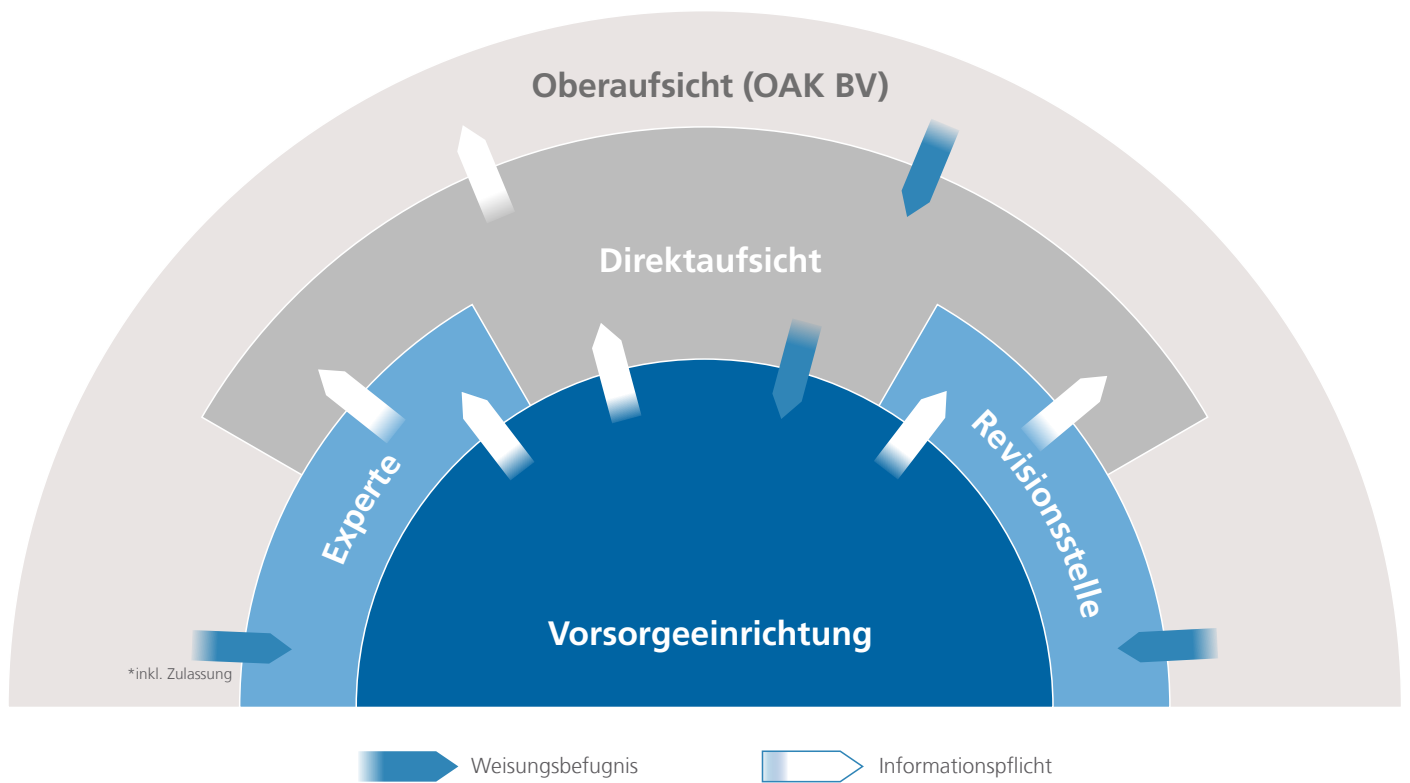 Oberaufsicht (OAK BV)
Direktaufsicht
Experte
Revisionsstelle
Vorsorgeeinrichtung
*inkl. Zulassung
Weisungsbefugnis
Informationspflicht